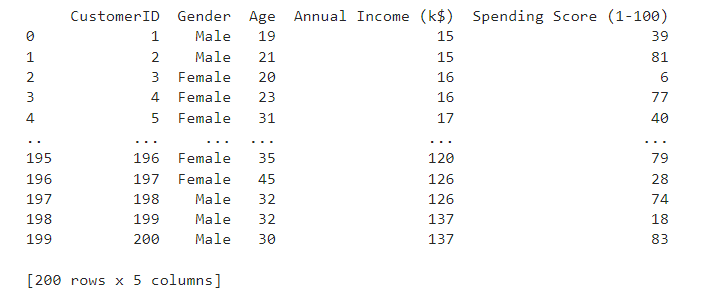 CustomerID Gender Age Annual Income (k$) Spending Score (1-100)
0 1 Male 19 15 39
1 2 Male 21 15 81
2 3 Female 20 16 6
3 4 Female 23 16 77
4 5 Female 31 17 40
.. ... ... ... ... ...
195 196 Female 35 120 79
196 197 Female 45 126 28
197 198 Male 32 126 74
198 199 Male 32 137 18
199 200 Male 30 137 83
[200 rows x 5 columns]